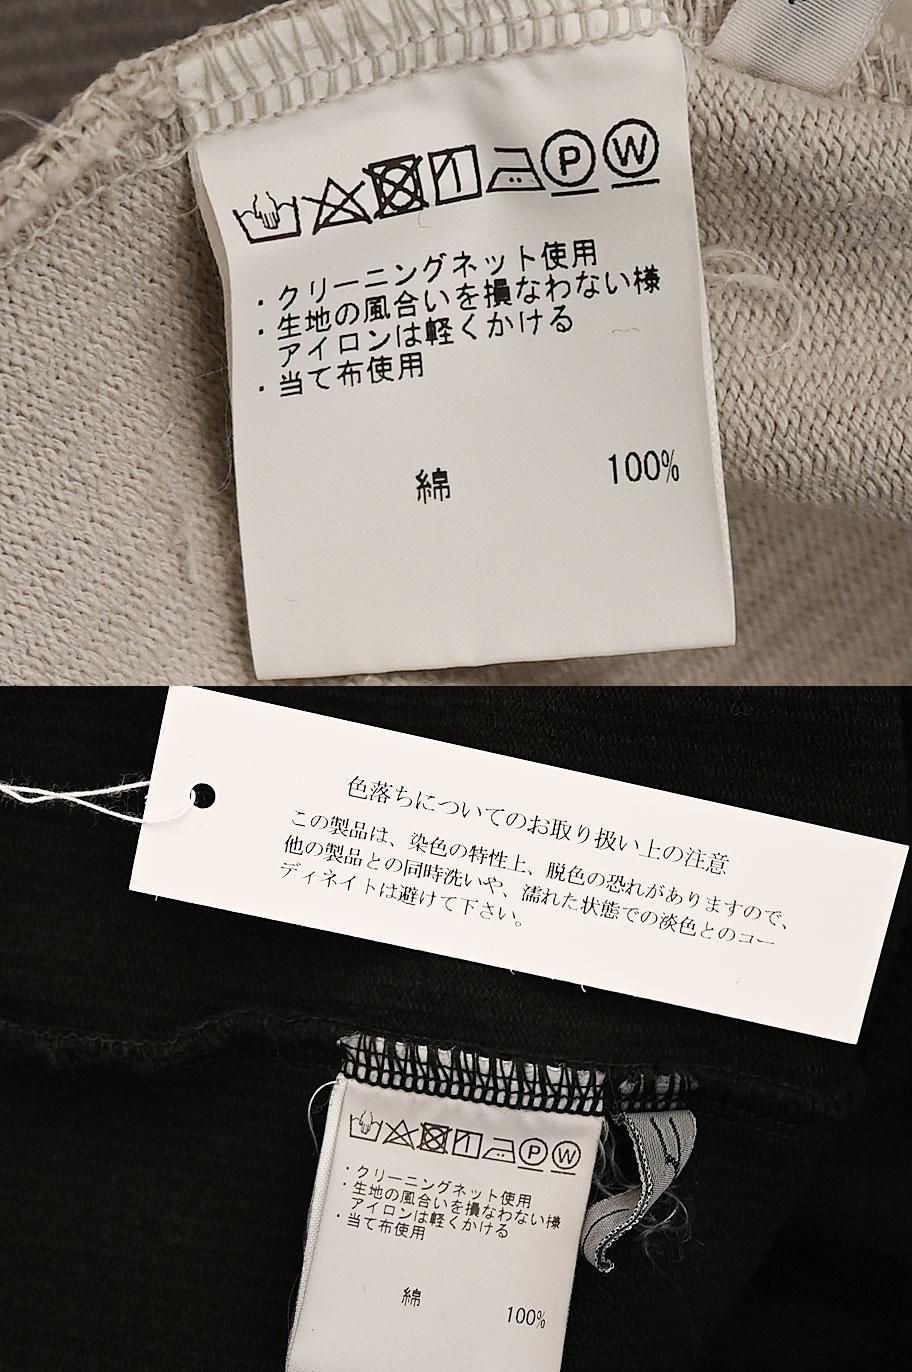 P W
・クリーニングネット使用
・生地の風合いを損なわない様
アイロンは軽くかける
・当て布使用
綿 100%
色落ちについてのお取り扱い上の注意
この製品は、染色の特性上、脱色の恐れがありますので、
他の製品との同時洗いや、濡れた状態での淡色とのコー
ディネイトは避けて下さい。
P W
・クリーニングネット使用
・生地の風合いを損なわない様
アイロンは軽くかける
・当て布使用
綿 100%